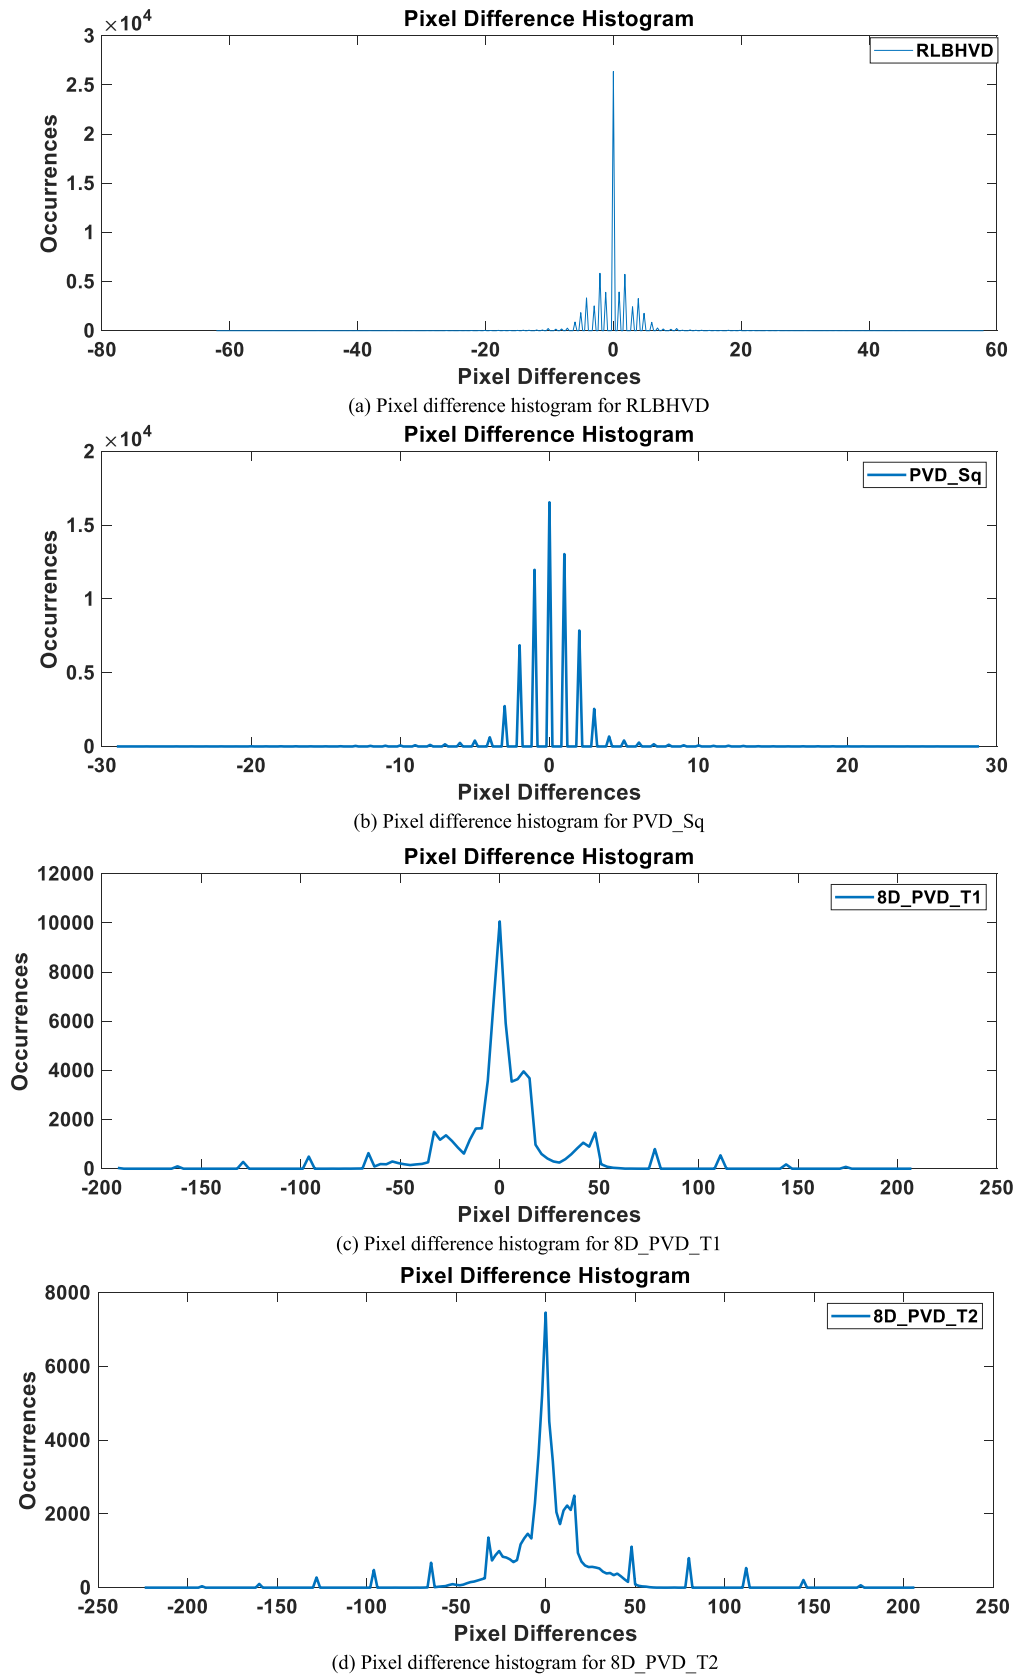 Pixel Difference Histogram
×10⁴
3
2.5
2
1.5
1
0.5
0
Occurrences
RLBHVD
-80 -60 -40 -20 0 20 40 60
Pixel Differences
(a) Pixel difference histogram for RLBHVD
Pixel Difference Histogram
×10⁴
2
1.5
1
0.5
0
Occurrences
PVD_Sq
-30 -20 -10 0 10 20 30
Pixel Differences
(b) Pixel difference histogram for PVD_Sq
Pixel Difference Histogram
12000
10000
8000
6000
4000
2000
0
Occurrences
8D_PVD_T1
-200 -150 -100 -50 0 50 100 150 200 250
Pixel Differences
(c) Pixel difference histogram for 8D_PVD_T1
Pixel Difference Histogram
8000
6000
4000
2000
0
Occurrences
8D_PVD_T2
-250 -200 -150 -100 -50 0 50 100 150 200 250
Pixel Differences
(d) Pixel difference histogram for 8D_PVD_T2